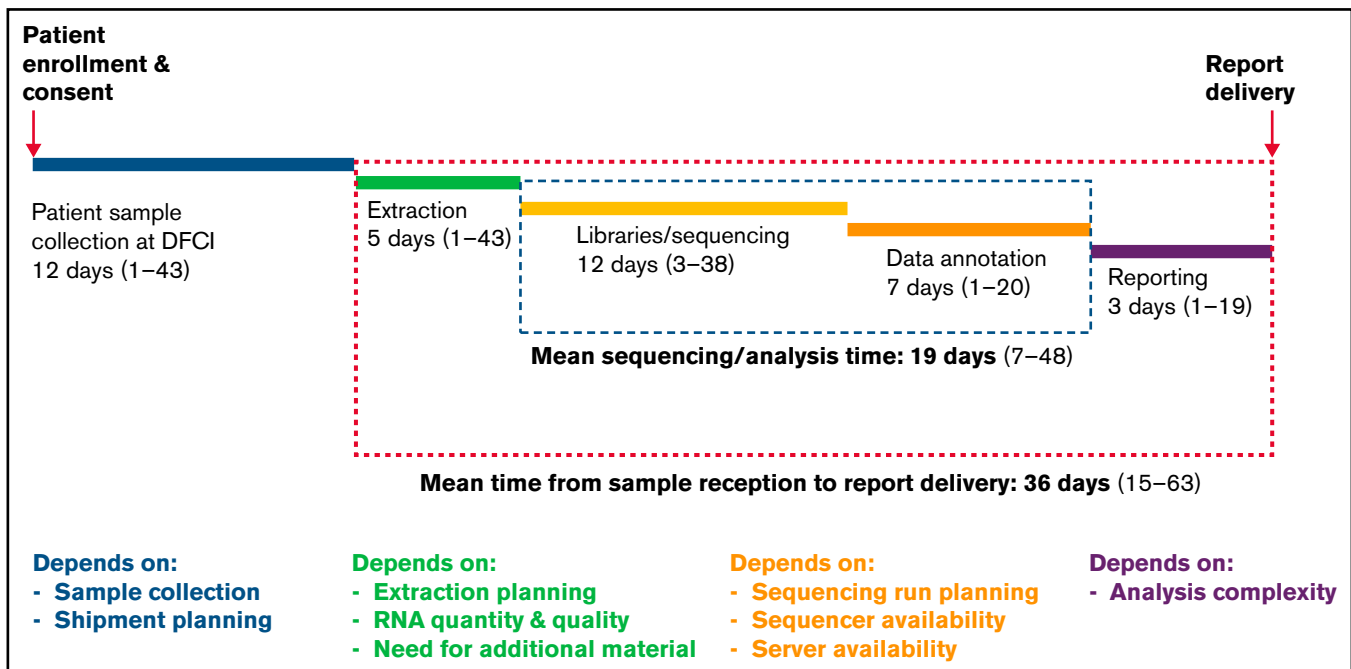 Patient
enrollment &
consent
Report
delivery
Patient sample
collection at DFCI
12 days (1–43)
Extraction
5 days (1–43)
Libraries/sequencing
12 days (3–38)
Data annotation
7 days (1–20)
Reporting
3 days (1–19)
Mean sequencing/analysis time: 19 days (7–48)
Mean time from sample reception to report delivery: 36 days (15–63)
Depends on:
- Sample collection
- Shipment planning
Depends on:
- Extraction planning
- RNA quantity & quality
- Need for additional material
Depends on:
- Sequencing run planning
- Sequencer availability
- Server availability
Depends on:
- Analysis complexity